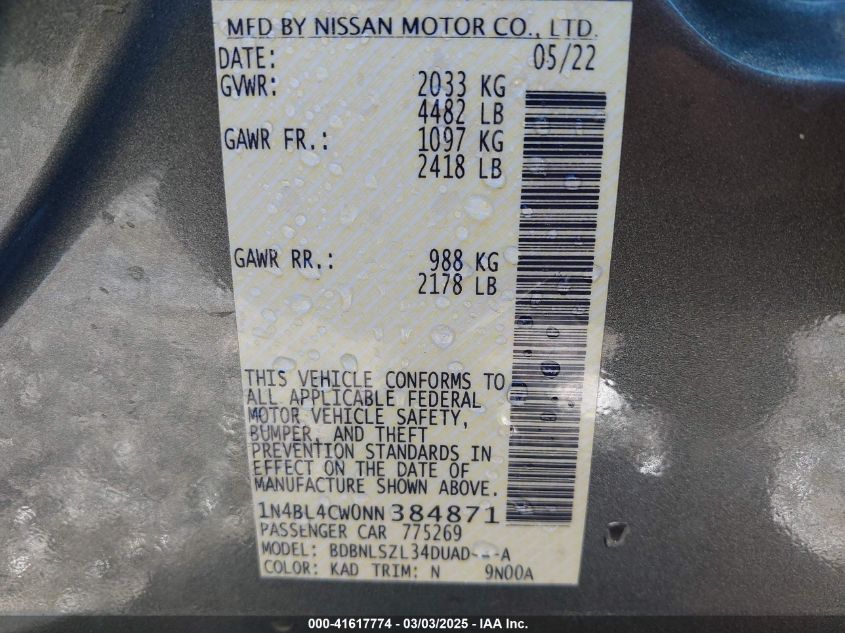 MFD BY NISSAN MOTOR CO., LTD.
DATE: 05/22
GVWR: 2033 KG
4482 LB
GAWR FR.: 1097 KG
2418 LB
GAWR RR.: 988 KG
2178 LB
THIS VEHICLE CONFORMS TO
ALL APPLICABLE FEDERAL
MOTOR VEHICLE SAFETY,
BUMPER, AND THEFT
PREVENTION STANDARDS IN
EFFECT ON THE DATE OF
MANUFACTURE SHOWN ABOVE.
1N4BL4CW0NN384871
PASSENGER CAR 775269
MODEL:
COLOR: KAD TRIM: N 9N00A
000-41617774 - 03/03/2025 - IAA Inc.